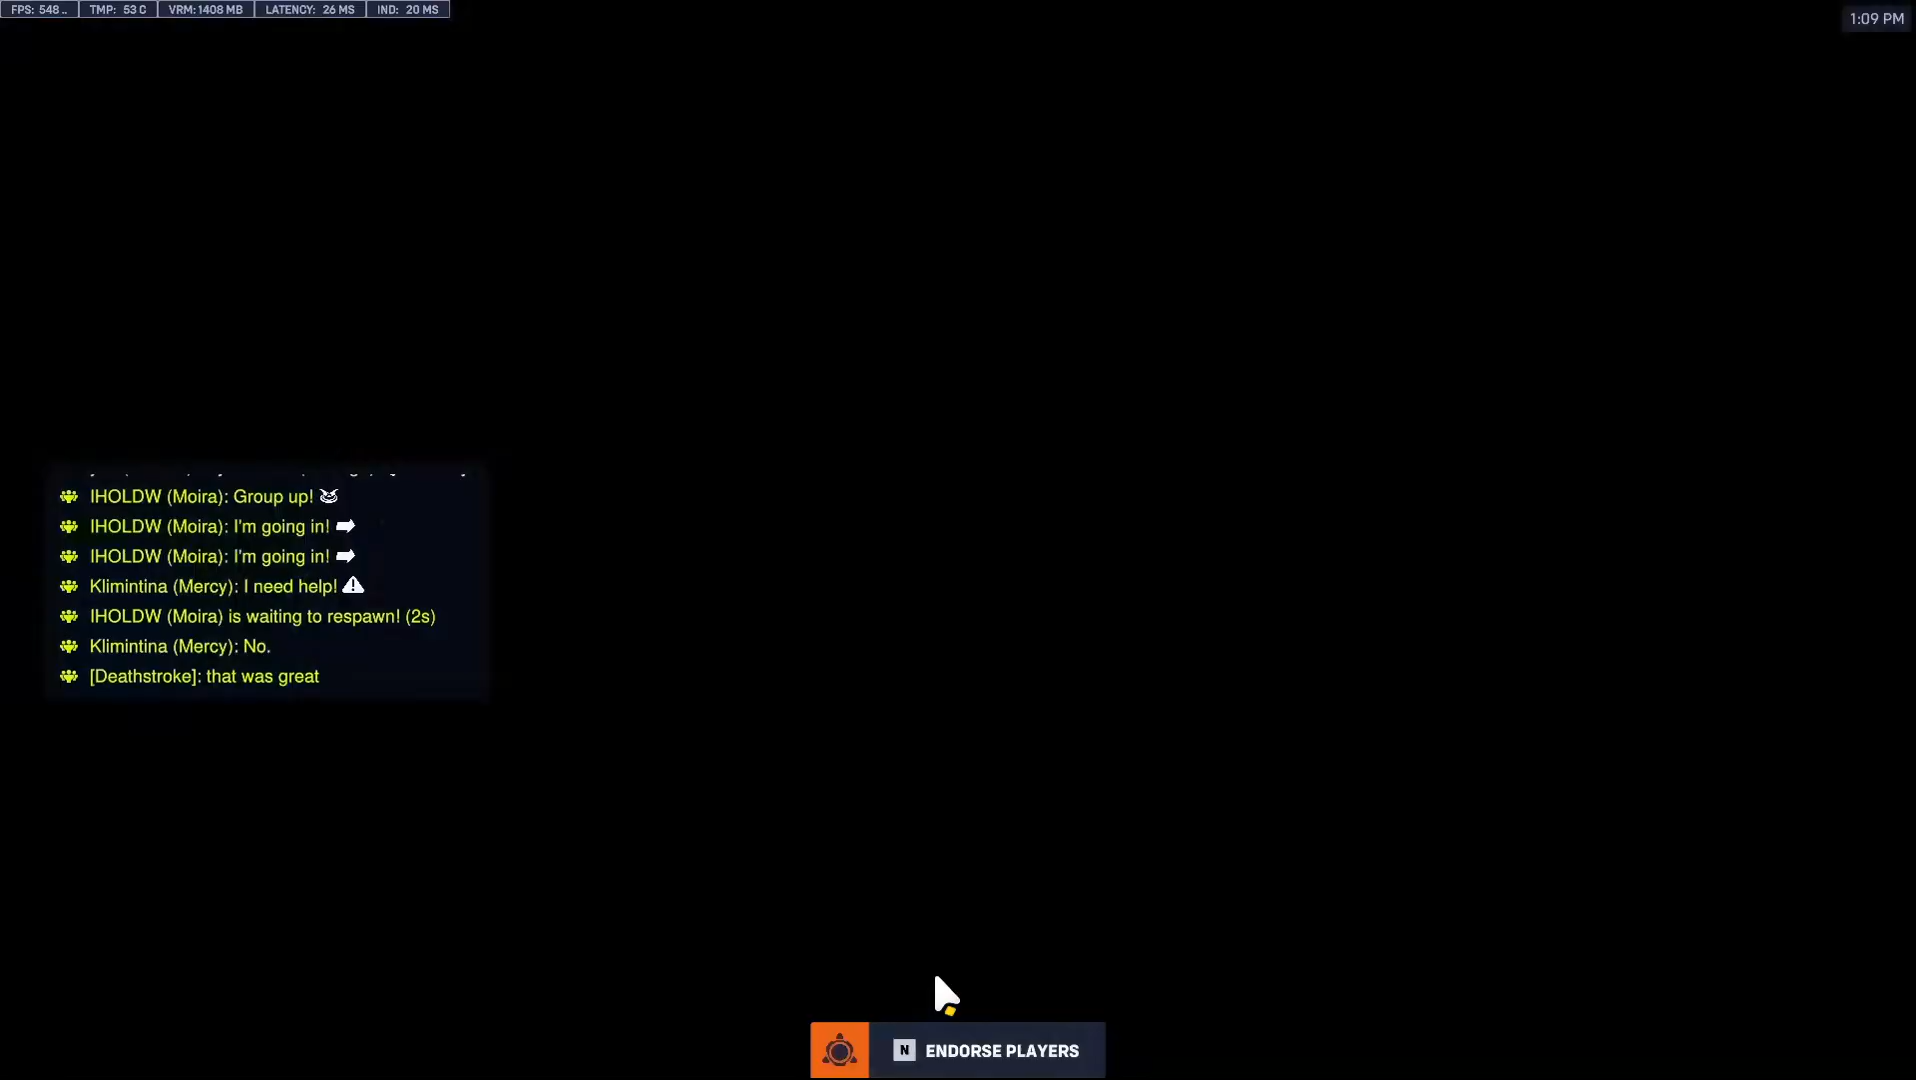 FPS: 548 .. TMP: 53 C VRM: 1408 MB LATENCY: 26 MS IND: 20 MS
1:09 PM
IHOLDW (Moira): Group up!
IHOLDW (Moira): I'm going in!
IHOLDW (Moira): I'm going in!
Klimintina (Mercy): I need help!
IHOLDW (Moira) is waiting to respawn! (2s)
Klimintina (Mercy): No.
[Deathstroke]: that was great
N ENDORSE PLAYERS